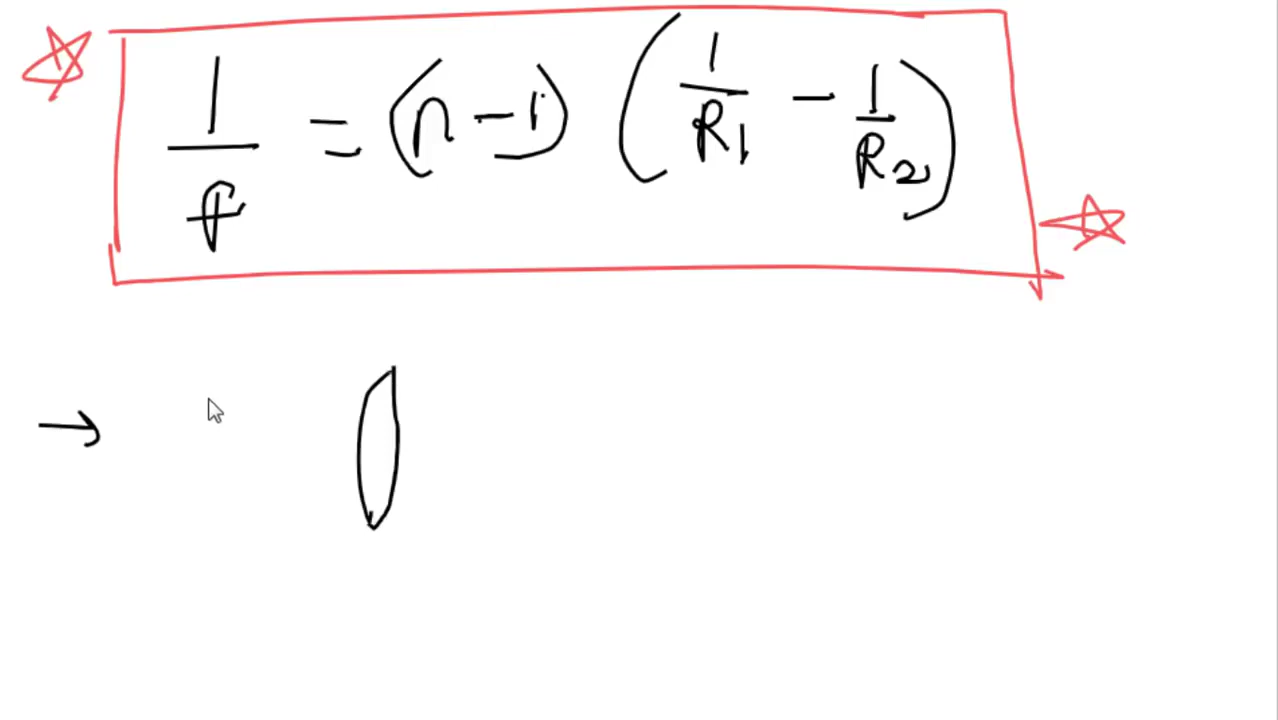 1/f = (n - 1) (1/R1 - 1/R2)
→